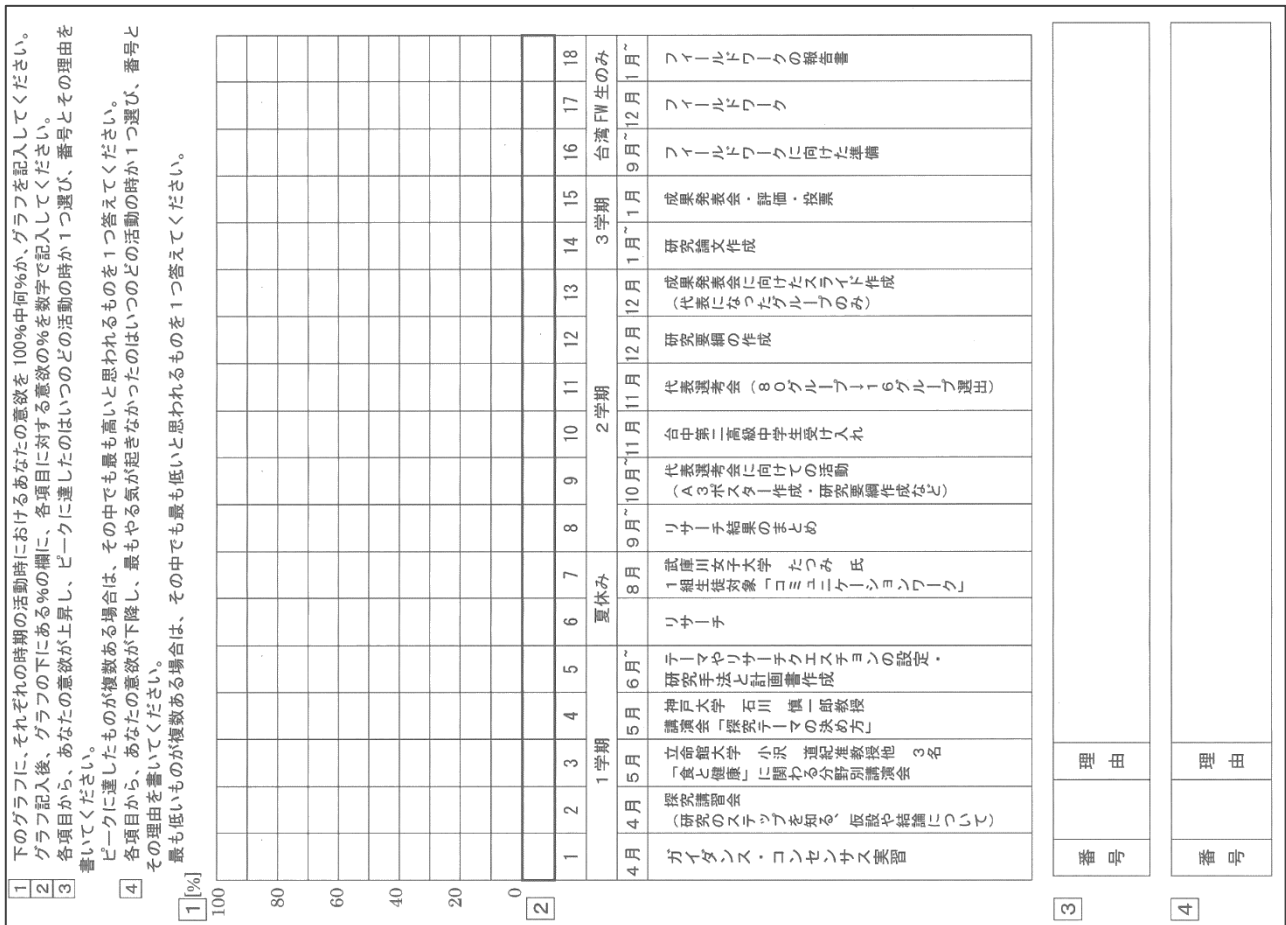 1 下のグラフに、それぞれの時期の活動時におけるあなたの意欲を 100%中何%か、グラフを記入してください。
2 グラフ記入後、グラフの下にある%の欄に、各項目に対する意欲の%を数字で記入してください。
3 各項目から、あなたの意欲が上昇し、ピークに達したのはいつのどの活動の時か1つ選び、番号とその理由を
書いてください。
ピークに達したものが複数ある場合は、その中でも最も高いと思われるものを1つ答えてください。
4 各項目から、あなたの意欲が下降し、最もやる気が起きなかったのはいつのどの活動の時か1つ選び、番号と
その理由を書いてください。
最も低いものが複数ある場合は、その中でも最も低いと思われるものを1つ答えてください。
1 [%]
100
80
60
40
20
0
2
1 2 3 4 5 6 7 8 9 10 11 12 13 14 15 16 17 18
1学期 夏休み 2学期 3学期 台湾FW生のみ
4月 4月 5月 5月 6月~ 8月 9月~ 10月~ 11月 11月 12月 12月 1月~ 1月 9月~ 12月 1月~
ガイダンス・コンセンサス実習
探究講習会
(研究のステップを知る、仮設や結論について)
立命館大学 小沢 道紀准教授他 3名
「食と健康」に関わる分野別講演会
神戸大学 石川 慎一郎教授
講演会「探究テーマの決め方」
テーマやリサーチクエスチョンの設定・
研究手法と計画書作成
リサーチ
武庫川女子大学 たつみ 氏
1組生徒対象「コミュニケーションワーク」
リサーチ結果のまとめ
代表選考会に向けての活動
(A3ポスター作成・研究要綱作成など)
台中第二高級中学生受け入れ
代表選考会(80グループ→16グループ選出)
研究要綱の作成
成果発表会に向けたスライド作成
(代表になったグループのみ)
研究論文作成
成果発表会・評価・投票
フィールドワークに向けた準備
フィールドワーク
フィールドワークの報告書
3
番号 理由
4
番号 理由